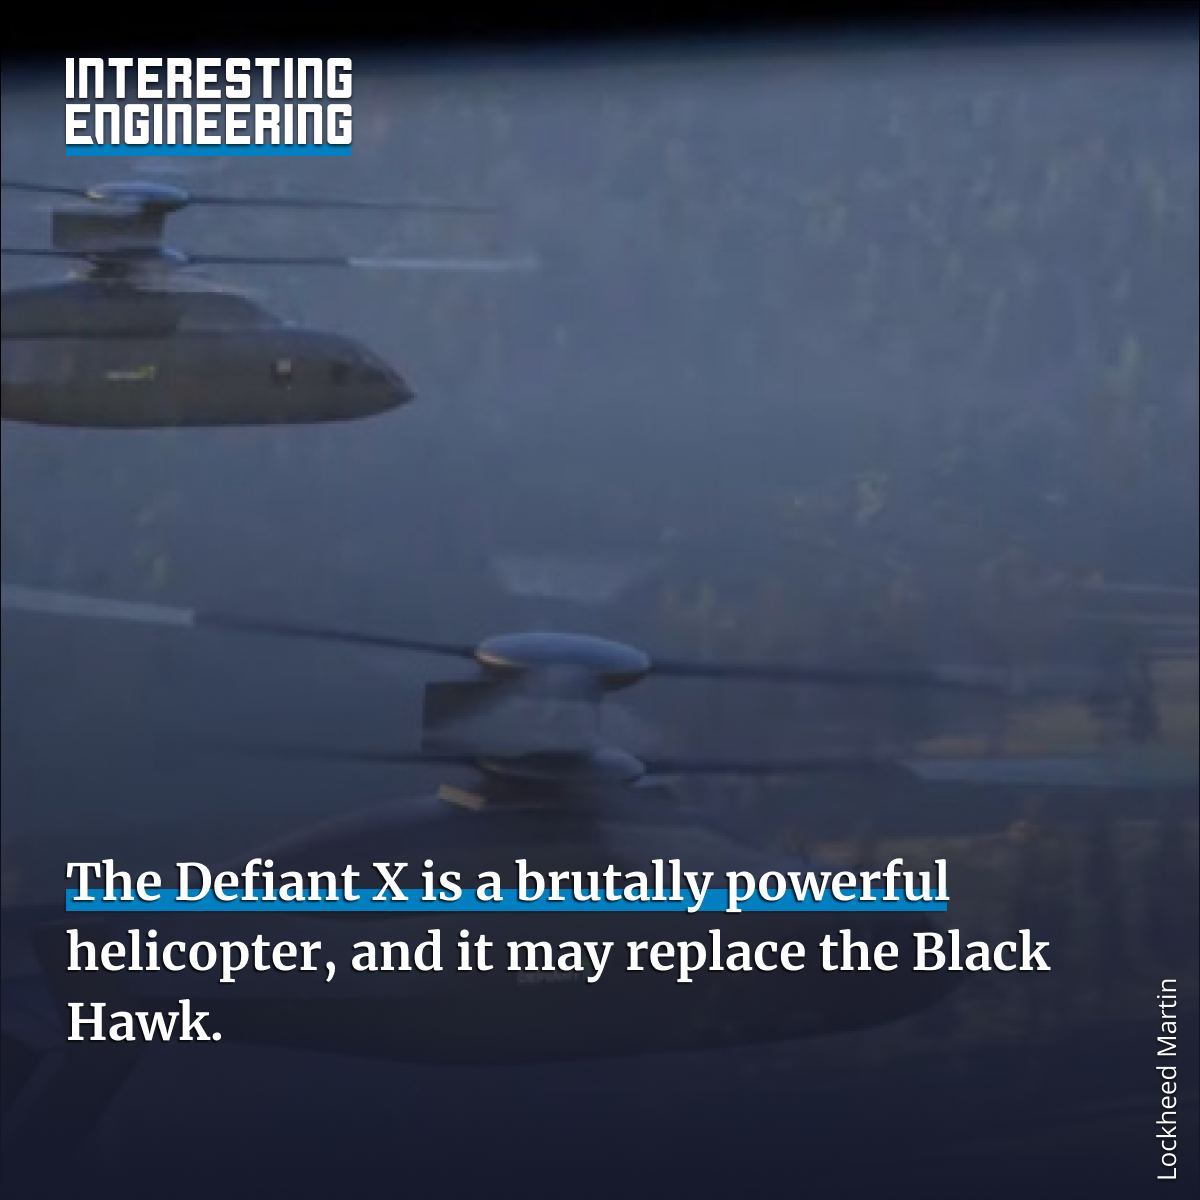 INTERESTING
ENGINEERING
The Defiant X is a brutally powerful
helicopter, and it may replace the Black
Hawk.
Lockheed Martin